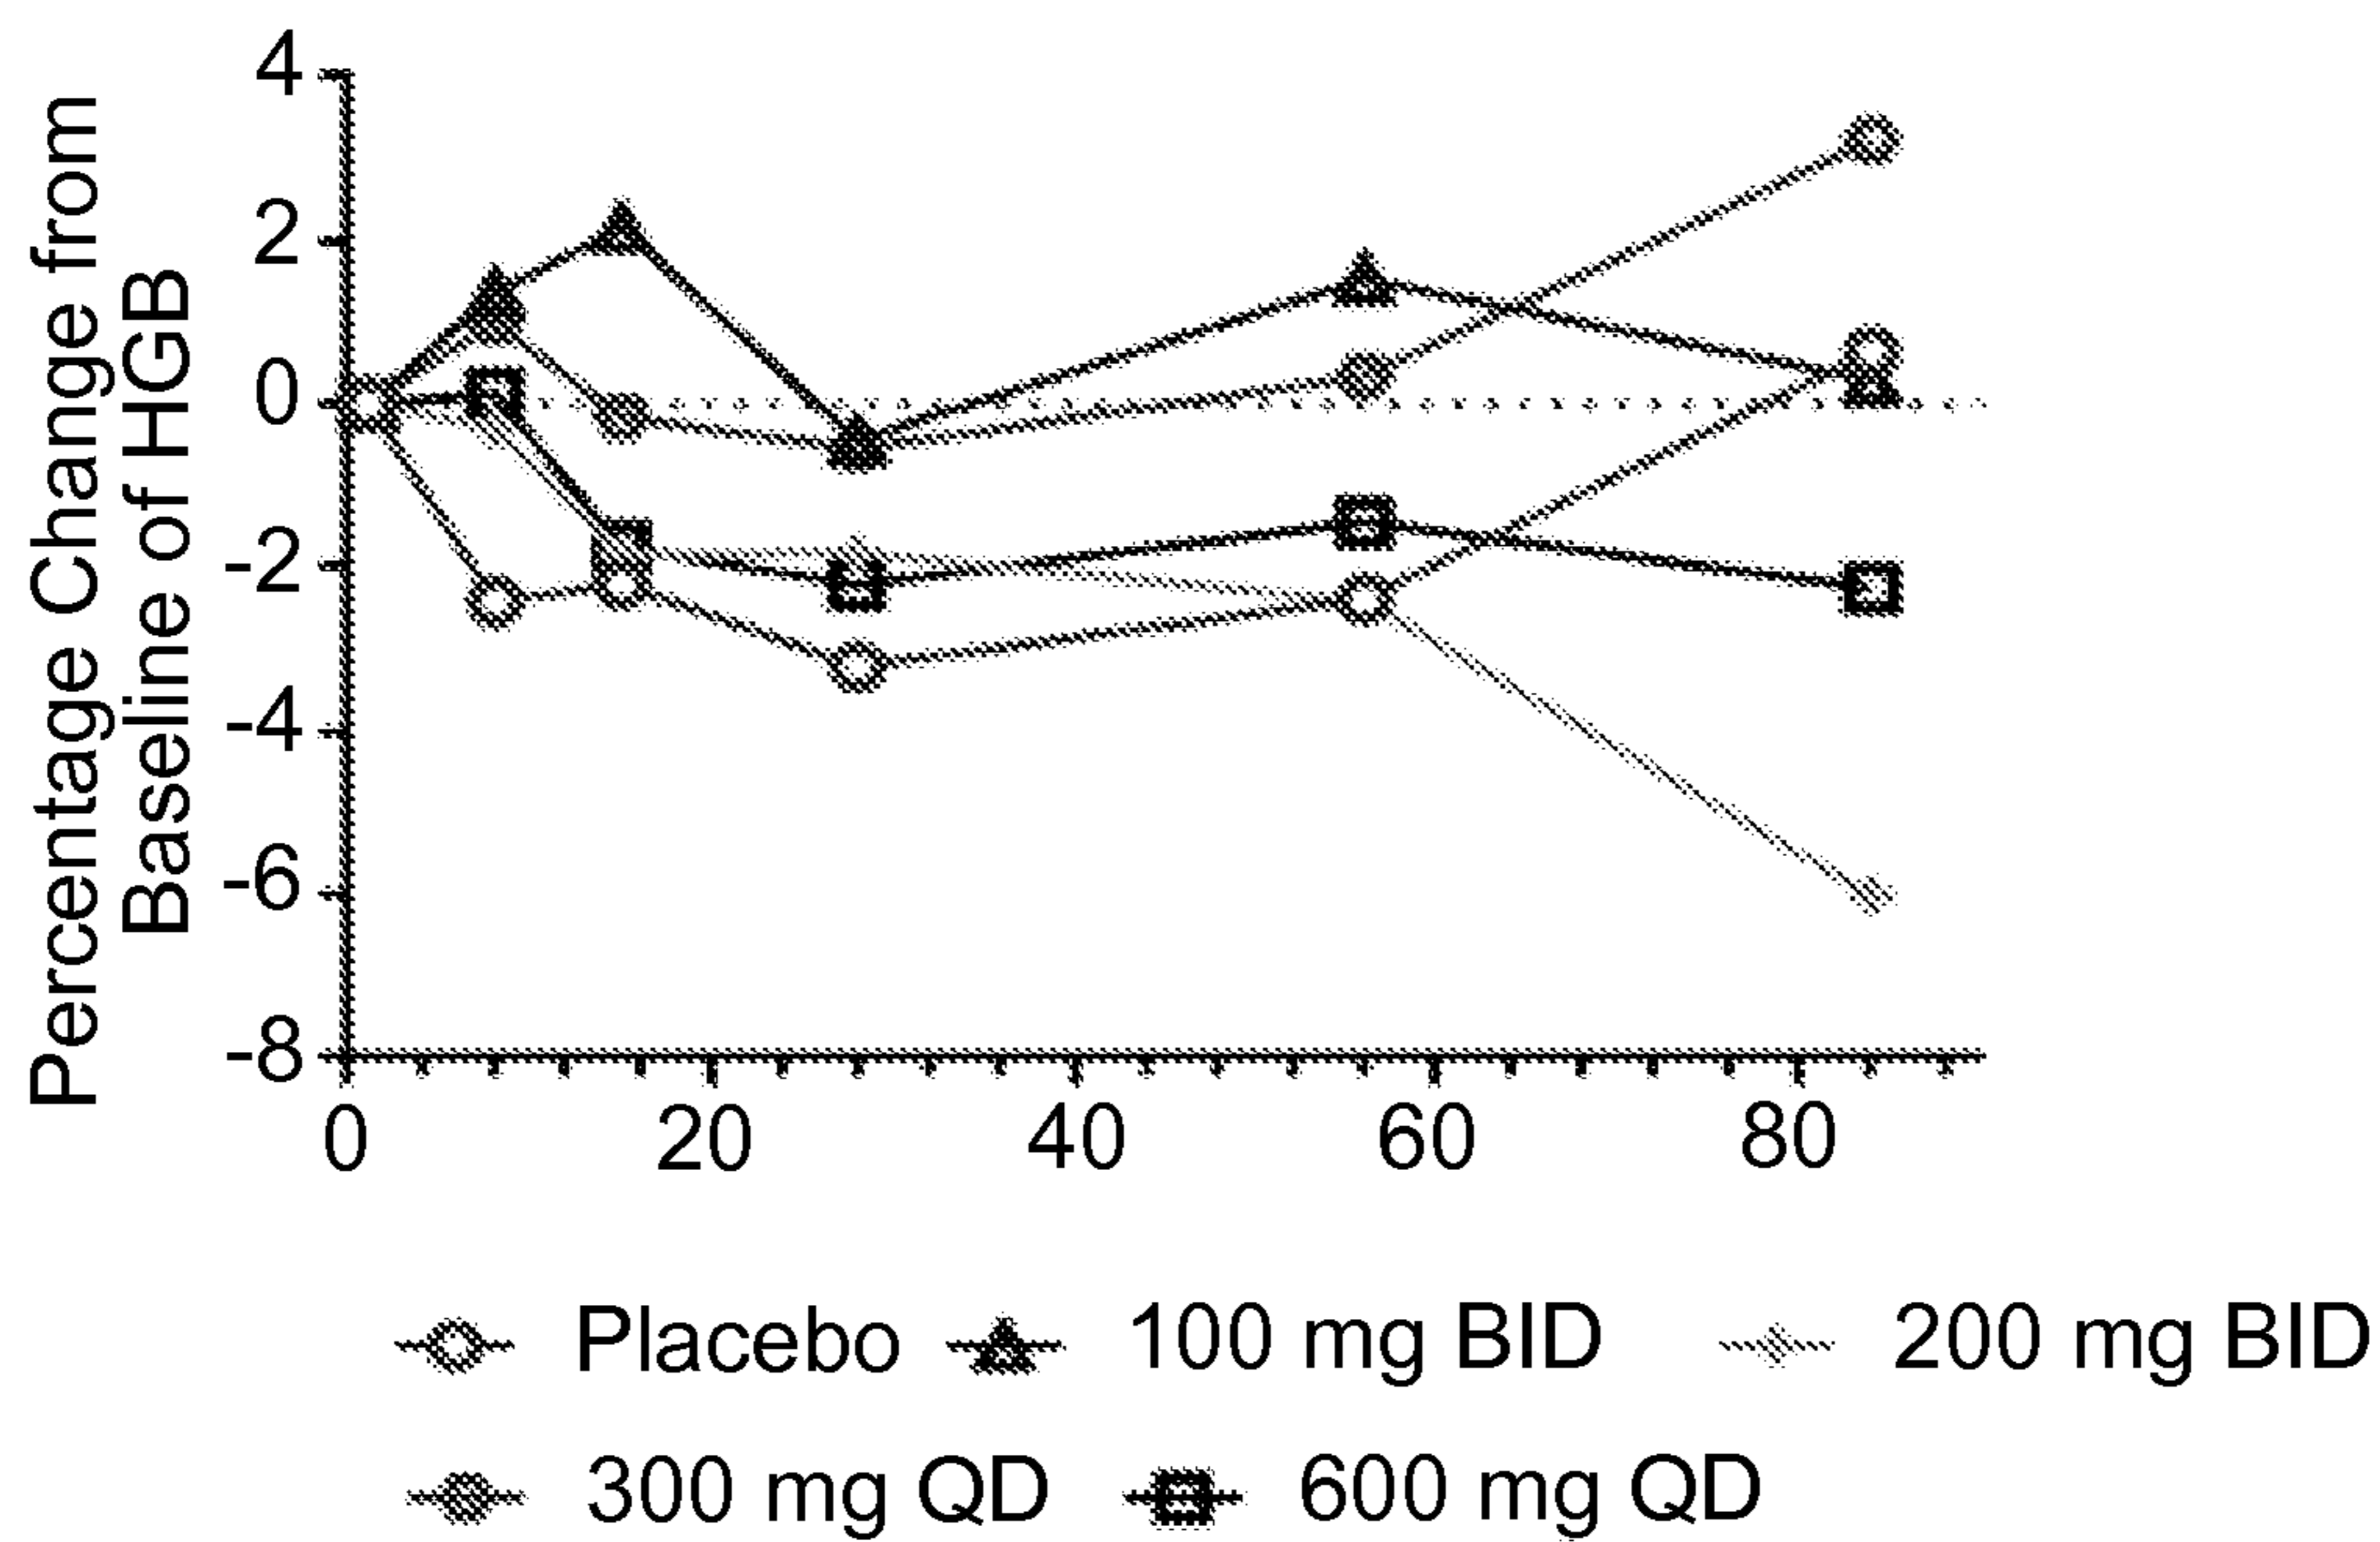 Percentage Change from
Baseline of HGB
4
2
0
-2
-4
-6
-8
0 20 40 60 80
Placebo 100 mg BID 200 mg BID
300 mg QD 600 mg QD